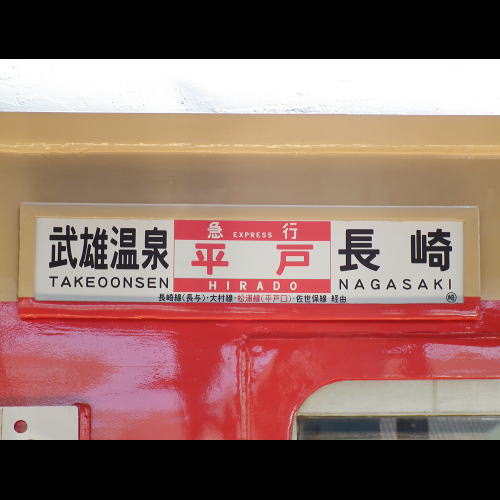 武雄温泉
TAKEOONSEN
急 EXPRESS 行
平戸
HIRADO
長崎
NAGASAKI
長崎線(長与)・大村線・松浦線(平戸口)・佐世保線 経由